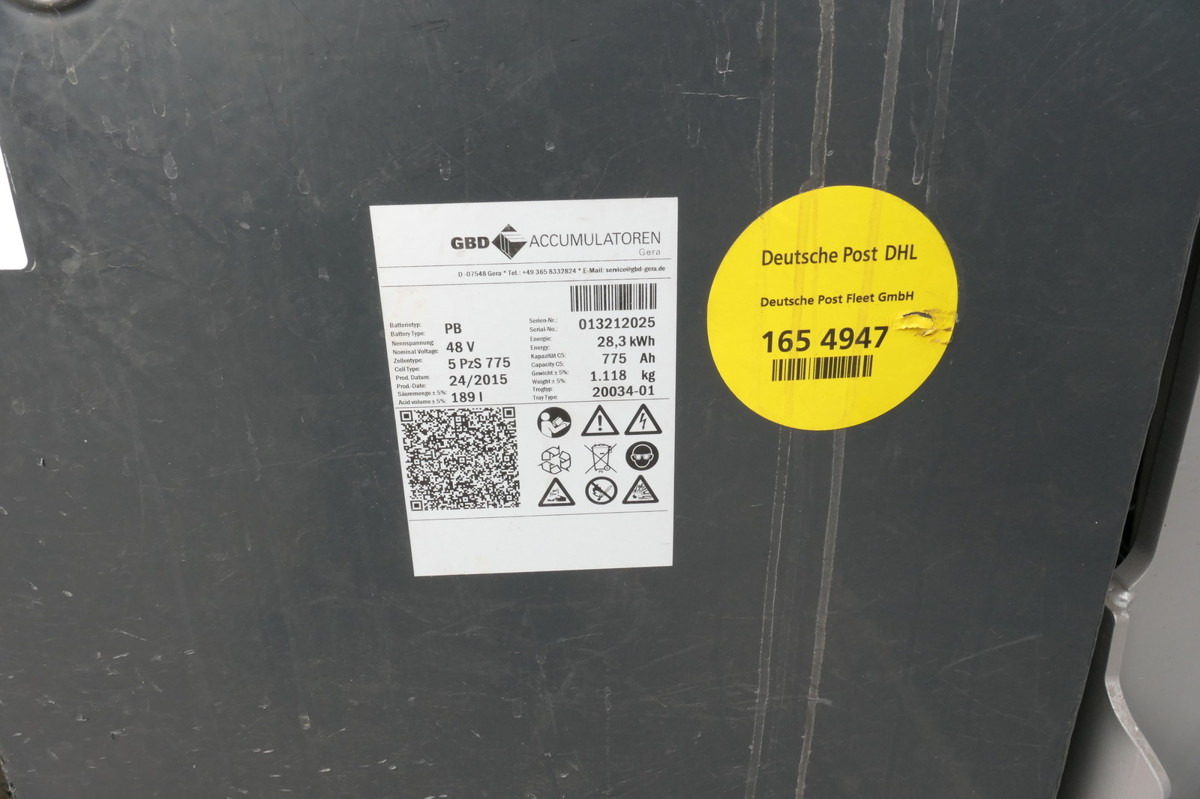 GBD ACCUMULATOREN
Gera
D-07548 Gera * Tel.: +49 365 8332824 * E-Mail: service@gbd-gera.de
Batterietyp:
Battery Type: PB
Nennspannung
Nominal Voltage: 48 V
Zellentype:
Cell Type: 5 PzS 775
Prod. Datum:
Prod.-Date: 24/2015
Säuremenge ± 5%:
Acid volume ± 5%: 189 l
Serien-Nr.:
Serial-No.: 013212025
Energie:
Energy: 28,3 kWh
Kapazität C5:
Capacity C5: 775 Ah
Gewicht ± 5%:
Weight ± 5%: 1.118 kg
Trogtyp:
Tray Type: 20034-01
Deutsche Post DHL
Deutsche Post Fleet GmbH
165 4947